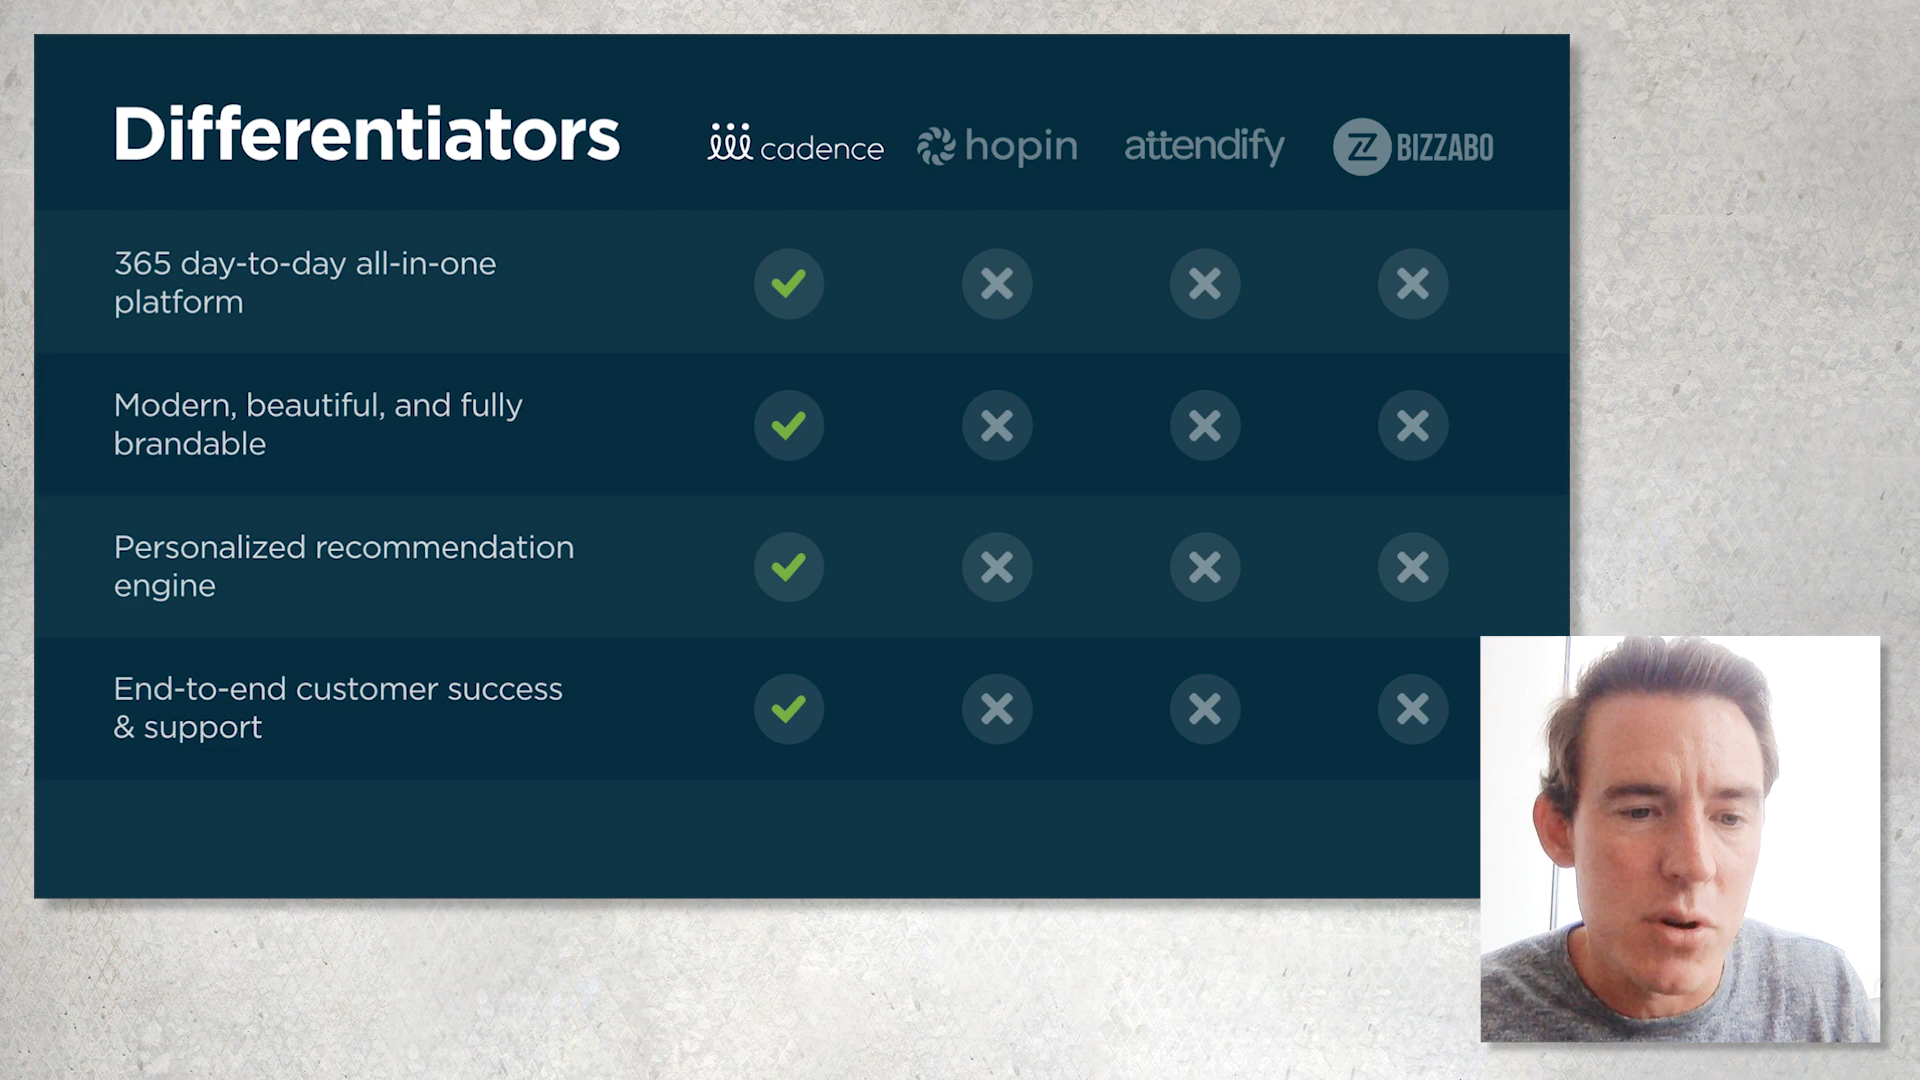 Differentiators
cadence
hopin
attendify
BIZZABO
365 day-to-day all-in-one
platform
Modern, beautiful, and fully
brandable
Personalized recommendation
engine
End-to-end customer success
& support